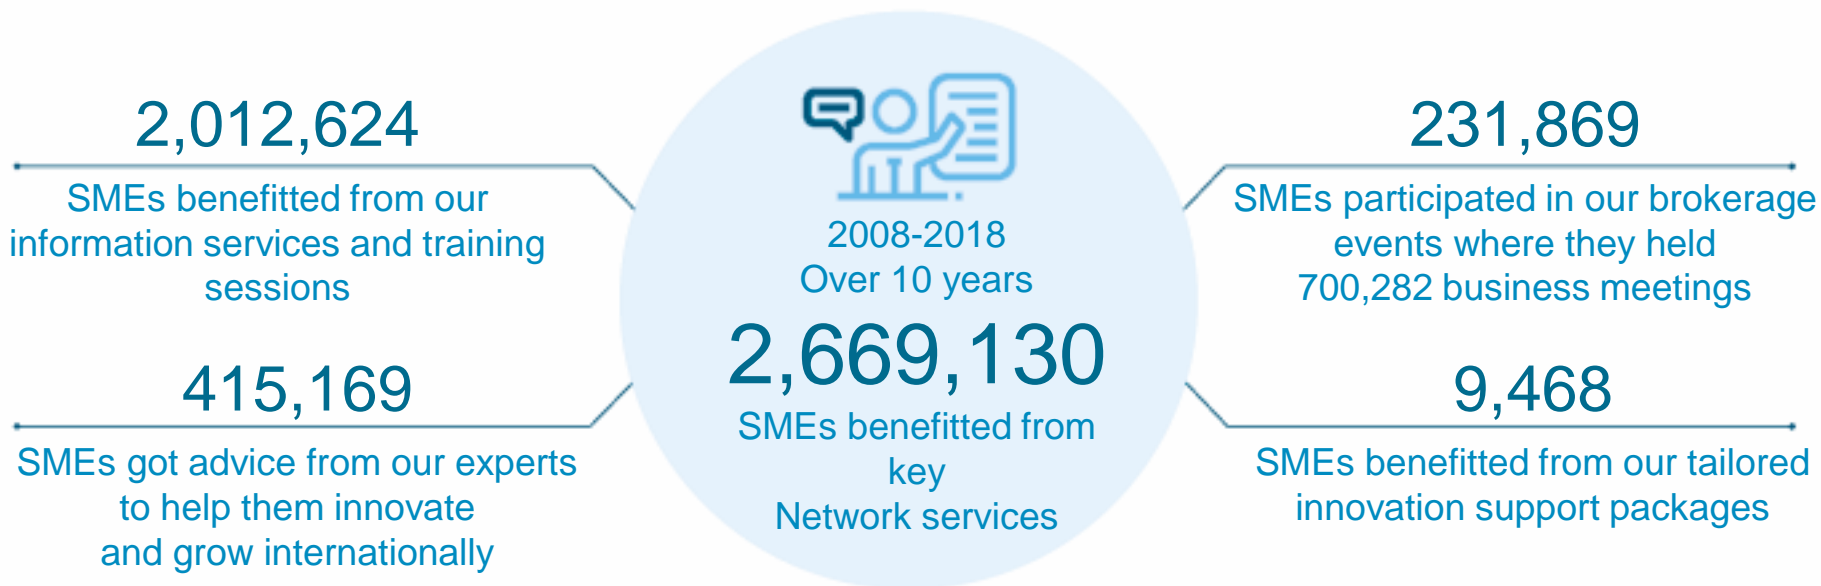 2,012,624
SMEs benefitted from our
information services and training
sessions
415,169
SMEs got advice from our experts
to help them innovate
and grow internationally
2008-2018
Over 10 years
2,669,130
SMEs benefitted from
key
Network services
231,869
SMEs participated in our brokerage
events where they held
700,282 business meetings
9,468
SMEs benefitted from our tailored
innovation support packages